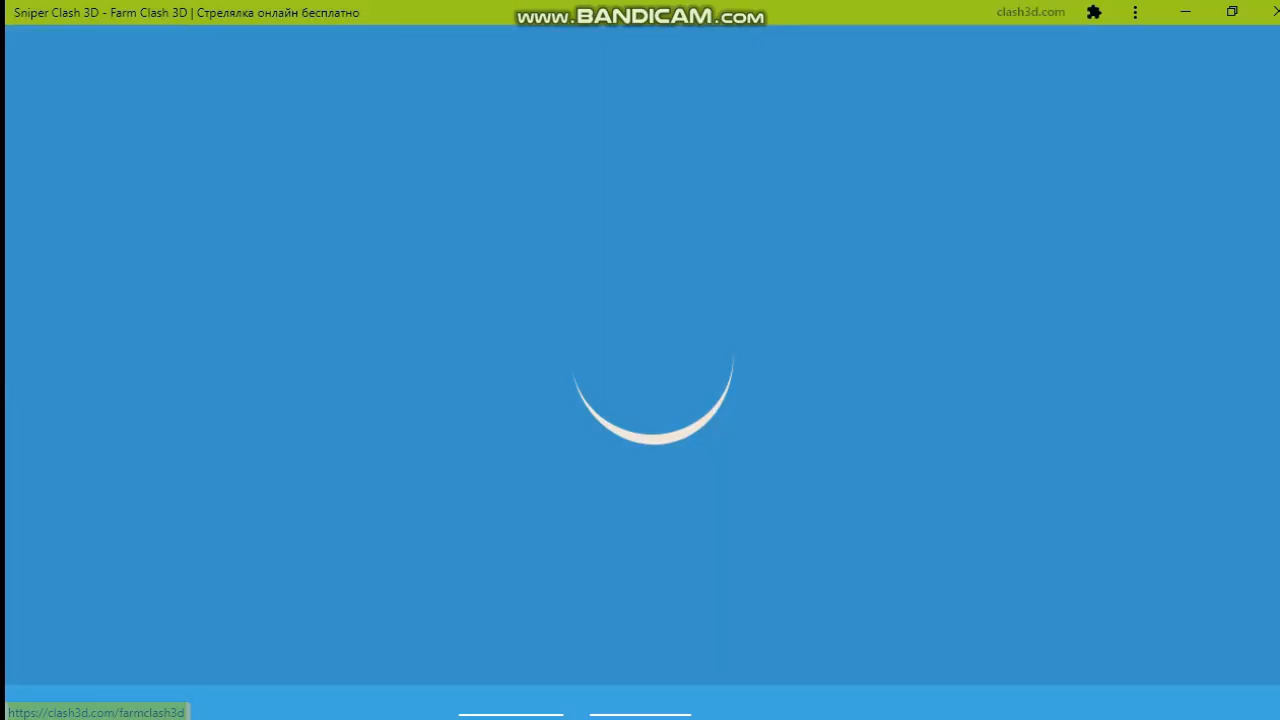 Sniper Clash 3D - Farm Clash 3D | Стрелялка онлайн бесплатно
www.BANDICAM.com
clash3d.com
https://clash3d.com/farmclash3d